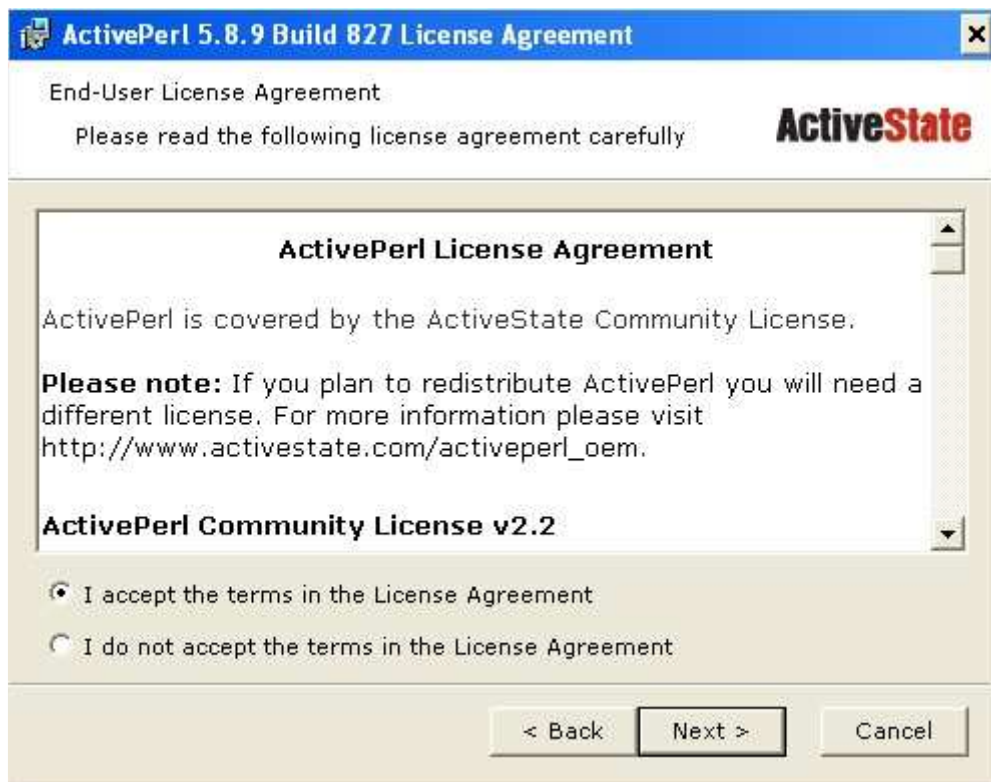 ActivePerl 5.8.9 Build 827 License Agreement
End-User License Agreement
Please read the following license agreement carefully
ActiveState
ActivePerl License Agreement
ActivePerl is covered by the ActiveState Community License.
Please note: If you plan to redistribute ActivePerl you will need a
different license. For more information please visit
http://www.activestate.com/activeperl_oem.
ActivePerl Community License v2.2
I accept the terms in the License Agreement
I do not accept the terms in the License Agreement
< Back
Next >
Cancel